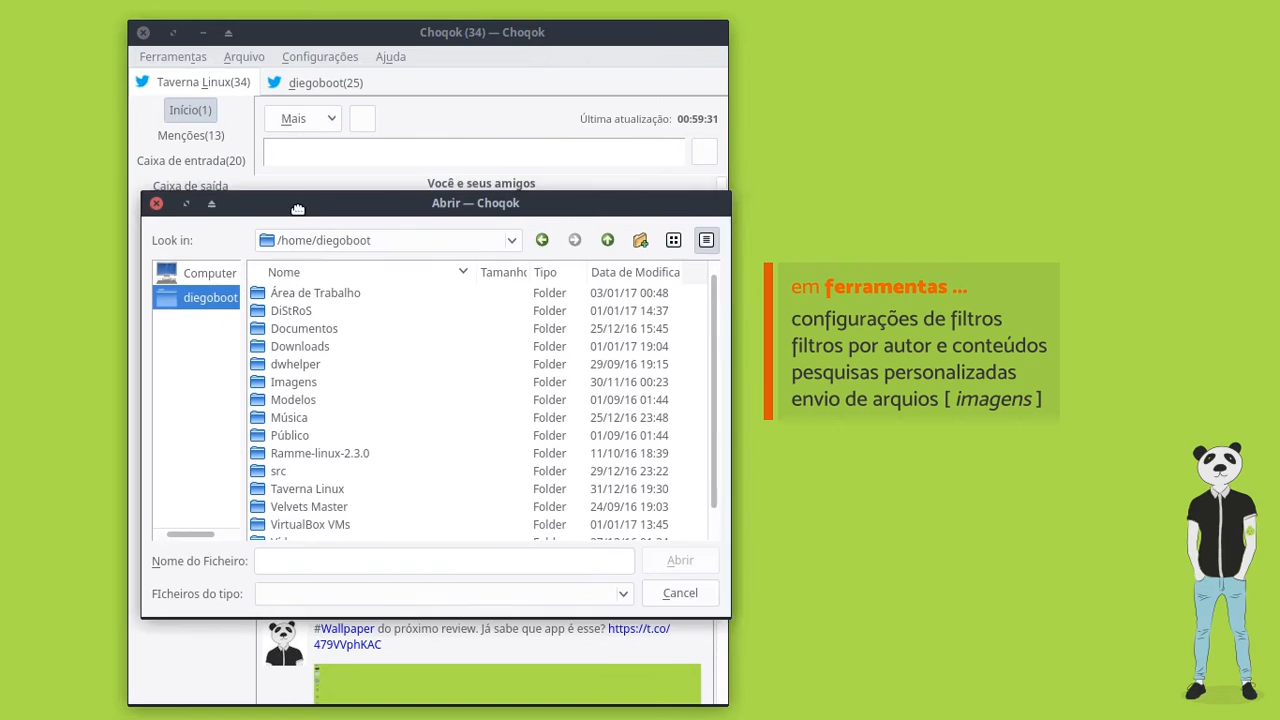 Choqok (34) — Choqok
Ferramentas Arquivo Configurações Ajuda
Taverna Linux(34) diegoboot(25)
Início(1)
Menções(13)
Caixa de entrada(20)
Caixa de saída
Mais
Última atualização: 00:59:31
Você e seus amigos
Abrir — Choqok
Look in: /home/diegoboot
Computer
diegoboot
Nome Tamanho Tipo Data de Modifica
Área de Trabalho Folder 03/01/17 00:48
DiStRoS Folder 01/01/17 14:37
Documentos Folder 25/12/16 15:45
Downloads Folder 01/01/17 19:04
dwhelper Folder 29/09/16 19:15
Imagens Folder 30/11/16 00:23
Modelos Folder 01/09/16 01:44
Música Folder 25/12/16 23:48
Público Folder 01/09/16 01:44
Ramme-linux-2.3.0 Folder 11/10/16 18:39
src Folder 29/12/16 23:22
Taverna Linux Folder 31/12/16 19:30
Velvets Master Folder 24/09/16 19:03
VirtualBox VMs Folder 01/01/17 13:45
Nome do Ficheiro: Abrir
FIcheiros do tipo: Cancel
#Wallpaper do próximo review. Já sabe que app é esse? https://t.co/
479VVphKAC
em ferramentas ...
configurações de filtros
filtros por autor e conteúdos
pesquisas personalizadas
envio de arquios [ imagens ]